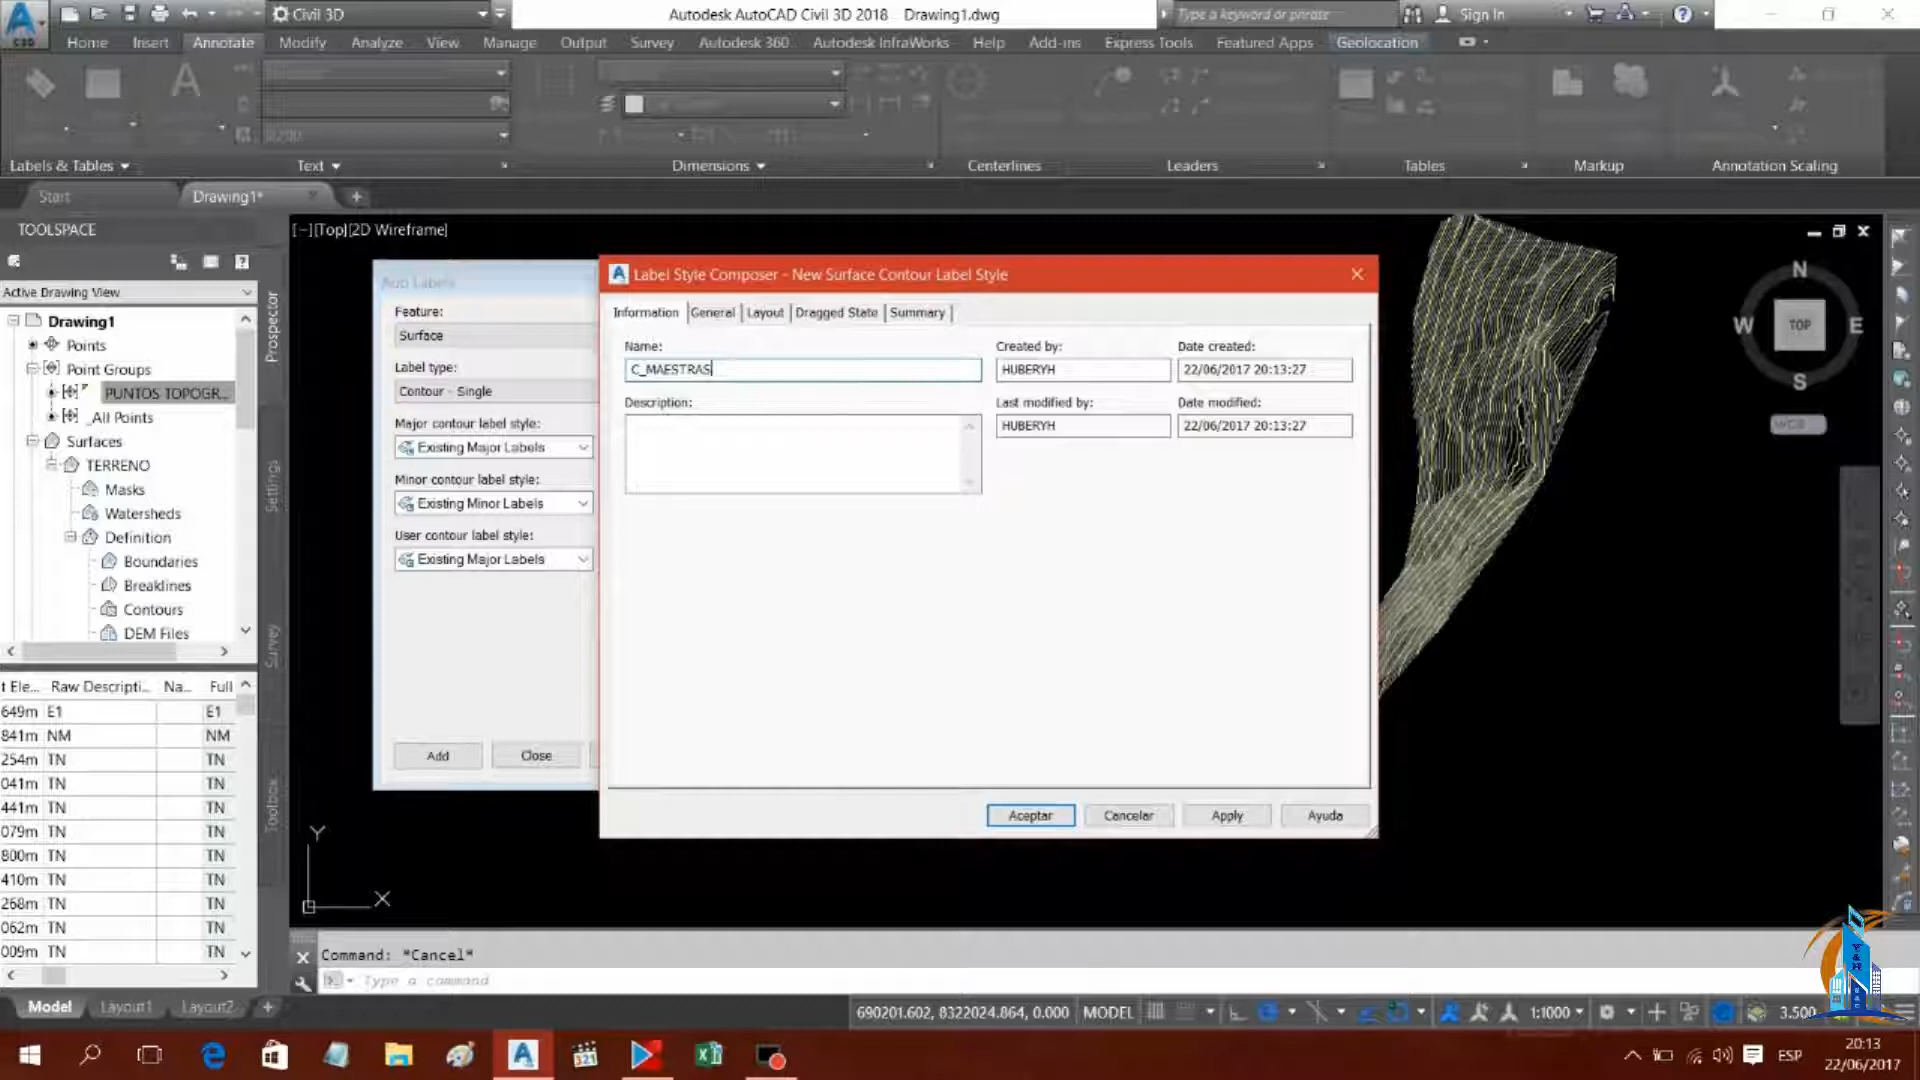 Civil 3D
Autodesk AutoCAD Civil 3D 2018 Drawing1.dwg
Type a keyword or phrase
Sign In
Home Insert Annotate Modify Analyze View Manage Output Survey Autodesk 360 Autodesk InfraWorks Help Add-ins Express Tools Featured Apps Geolocation
Labels & Tables Text Dimensions Centerlines Leaders Tables Markup Annotation Scaling
Start Drawing1*
TOOLSPACE
Active Drawing View
Drawing1
Points
Point Groups
PUNTOS TOPOGR...
_All Points
Surfaces
TERRENO
Masks
Watersheds
Definition
Boundaries
Breaklines
Contours
DEM Files
Prospector
Settings
Survey
Toolbox
t Ele... Raw Descripti... Na... Full
649m E1 E1
841m NM NM
254m TN TN
041m TN TN
441m TN TN
079m TN TN
800m TN TN
410m TN TN
268m TN TN
062m TN TN
009m TN TN
[−][Top][2D Wireframe]
Feature:
Surface
Label type:
Contour - Single
Major contour label style:
Existing Major Labels
Minor contour label style:
Existing Minor Labels
User contour label style:
Existing Major Labels
Add Close
Label Style Composer - New Surface Contour Label Style
Information General Layout Dragged State Summary
Name:
C_MAESTRAS
Description:
Created by:
HUBERYH
Date created:
22/06/2017 20:13:27
Last modified by:
HUBERYH
Date modified:
22/06/2017 20:13:27
Aceptar Cancelar Apply Ayuda
N
W TOP E
S
WCS
Y
X
Command: *Cancel*
Type a command
Model Layout1 Layout2 +
690201.602, 8322024.864, 0.000 MODEL 1:1000 3.500
ESP
20:13
22/06/2017